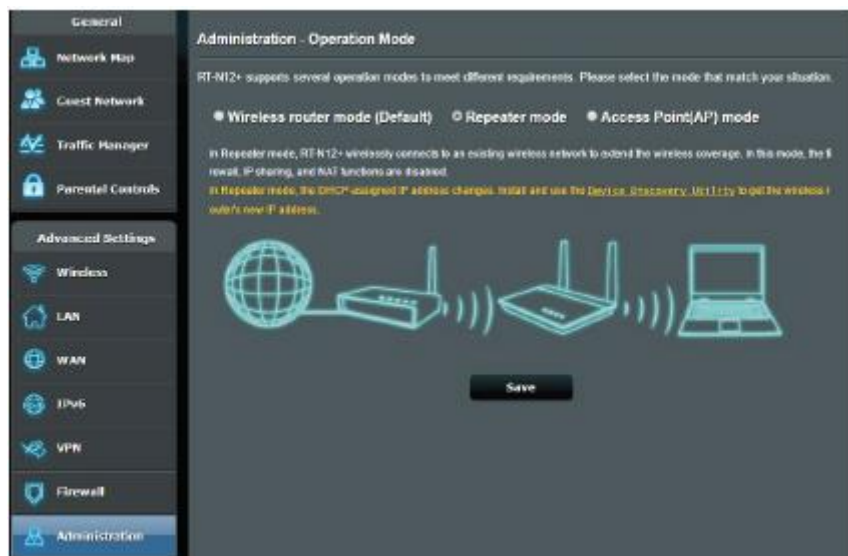 General
Network Map
Guest Network
Traffic Manager
Parental Controls
Advanced Settings
Wireless
LAN
WAN
IPv6
VPN
Firewall
Administration
Administration - Operation Mode
RT-N12+ supports several operation modes to meet different requirements. Please select the mode that match your situation.
Wireless router mode (Default) Repeater mode Access Point(AP) mode
In Repeater mode, RT-N12+ wirelessly connects to an existing wireless network to extend the wireless coverage. In this mode, the fi
rewall, IP sharing, and NAT functions are disabled.
In Repeater mode, the DHCP-assigned IP address changes. Install and use the Device Discovery Utility to get the wireless r
outer's new IP address.
Save